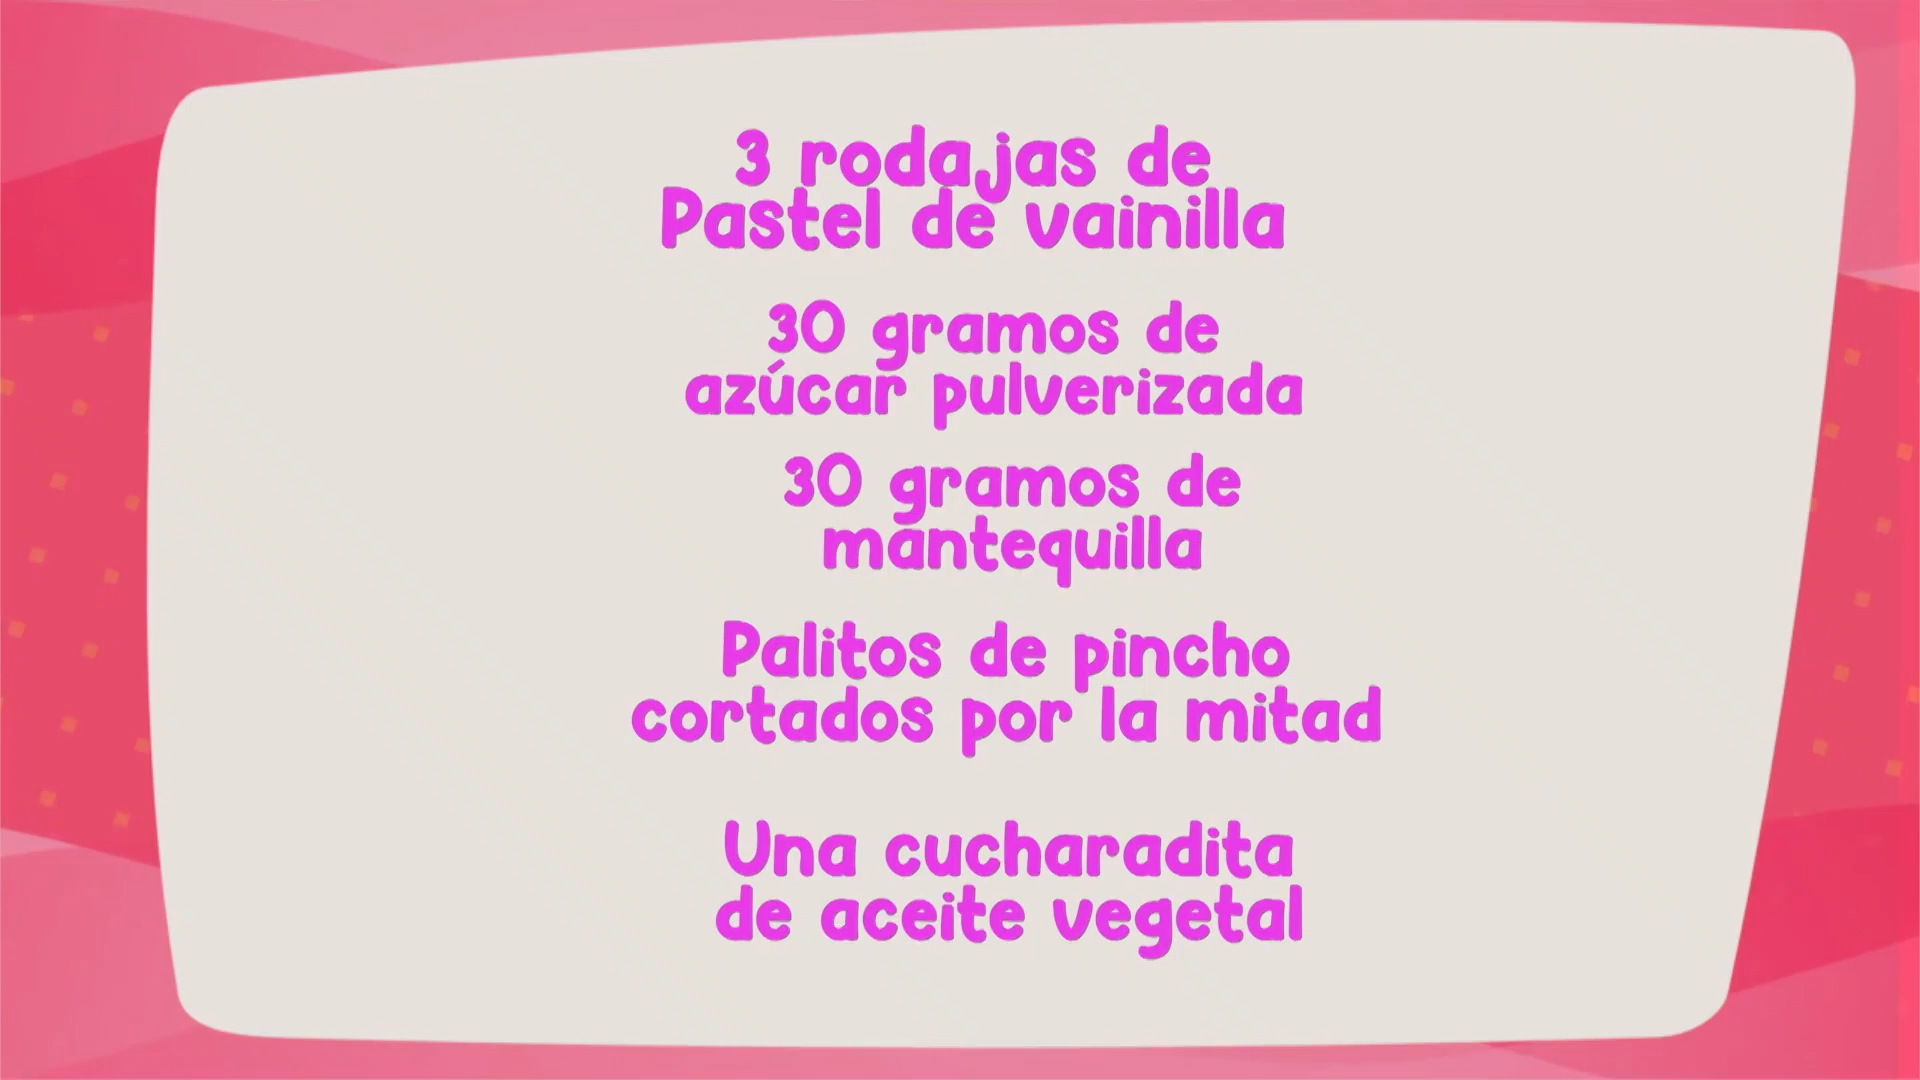 3 rodajas de
Pastel de vainilla
30 gramos de
azúcar pulverizada
30 gramos de
mantequilla
Palitos de pincho
cortados por la mitad
Una cucharadita
de aceite vegetal